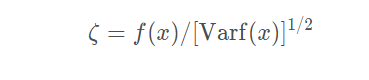 ζ = f(x)/[Varf(x)]^{1/2}